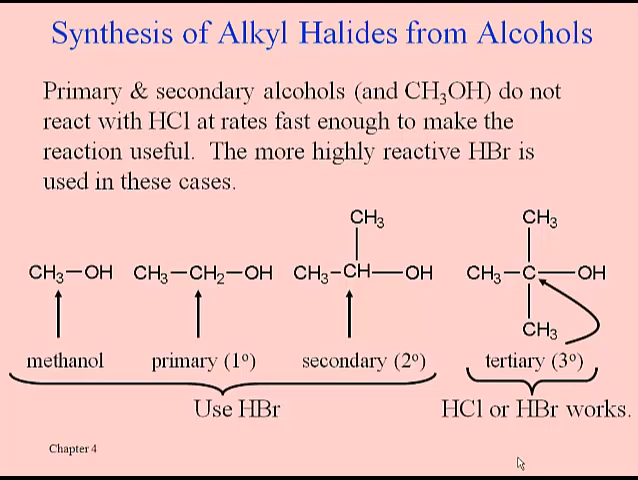 Synthesis of Alkyl Halides from Alcohols
Primary & secondary alcohols (and CH₃OH) do not
react with HCl at rates fast enough to make the
reaction useful. The more highly reactive HBr is
used in these cases.
CH₃ CH₃
CH₃—OH CH₃—CH₂—OH CH₃—CH—OH CH₃—C—OH
CH₃
methanol primary (1º) secondary (2º) tertiary (3º)
Use HBr HCl or HBr works.
Chapter 4